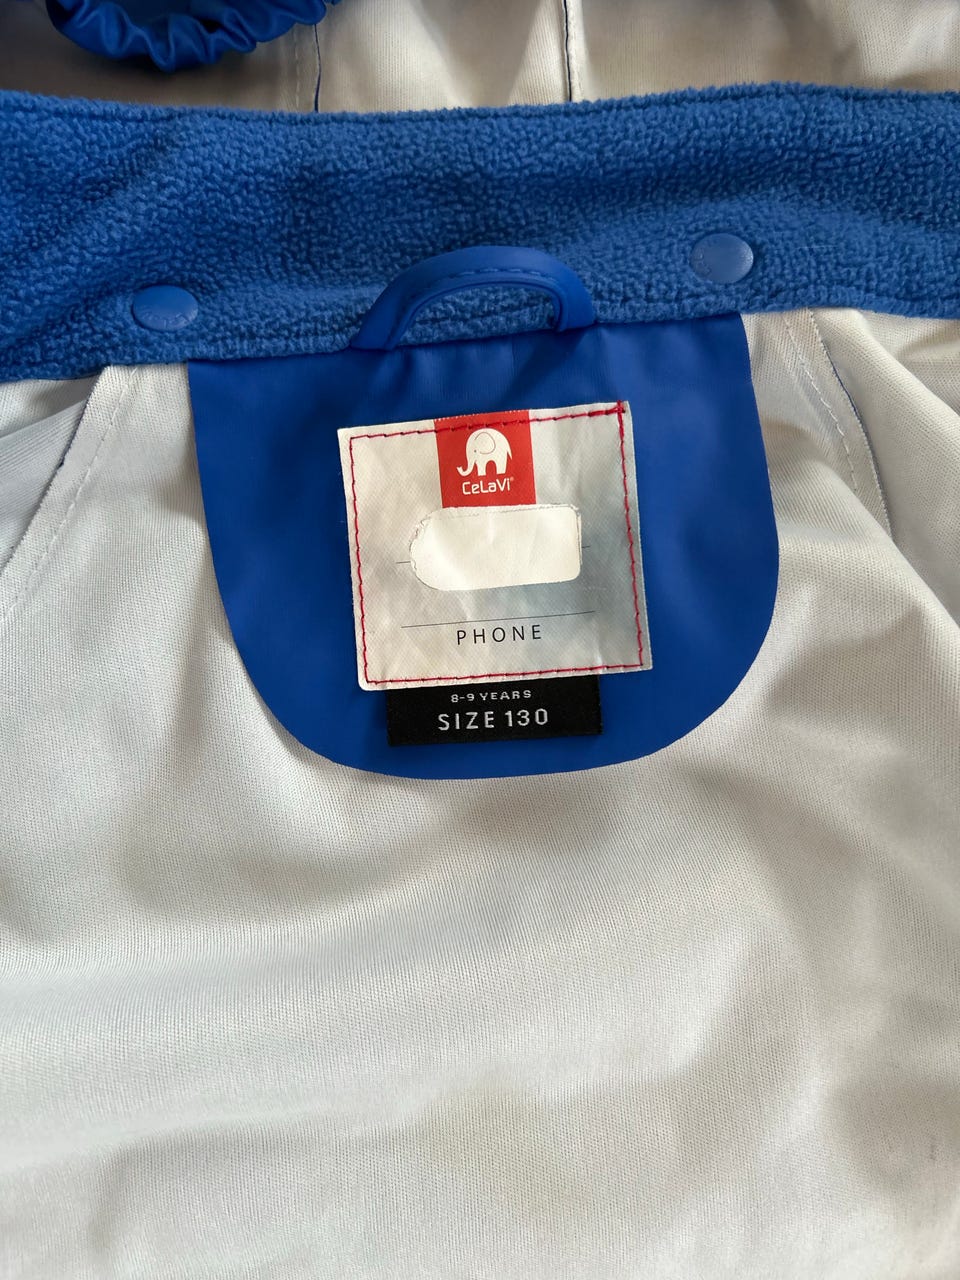 CeLaVi®
PHONE
8-9 YEARS
SIZE 130